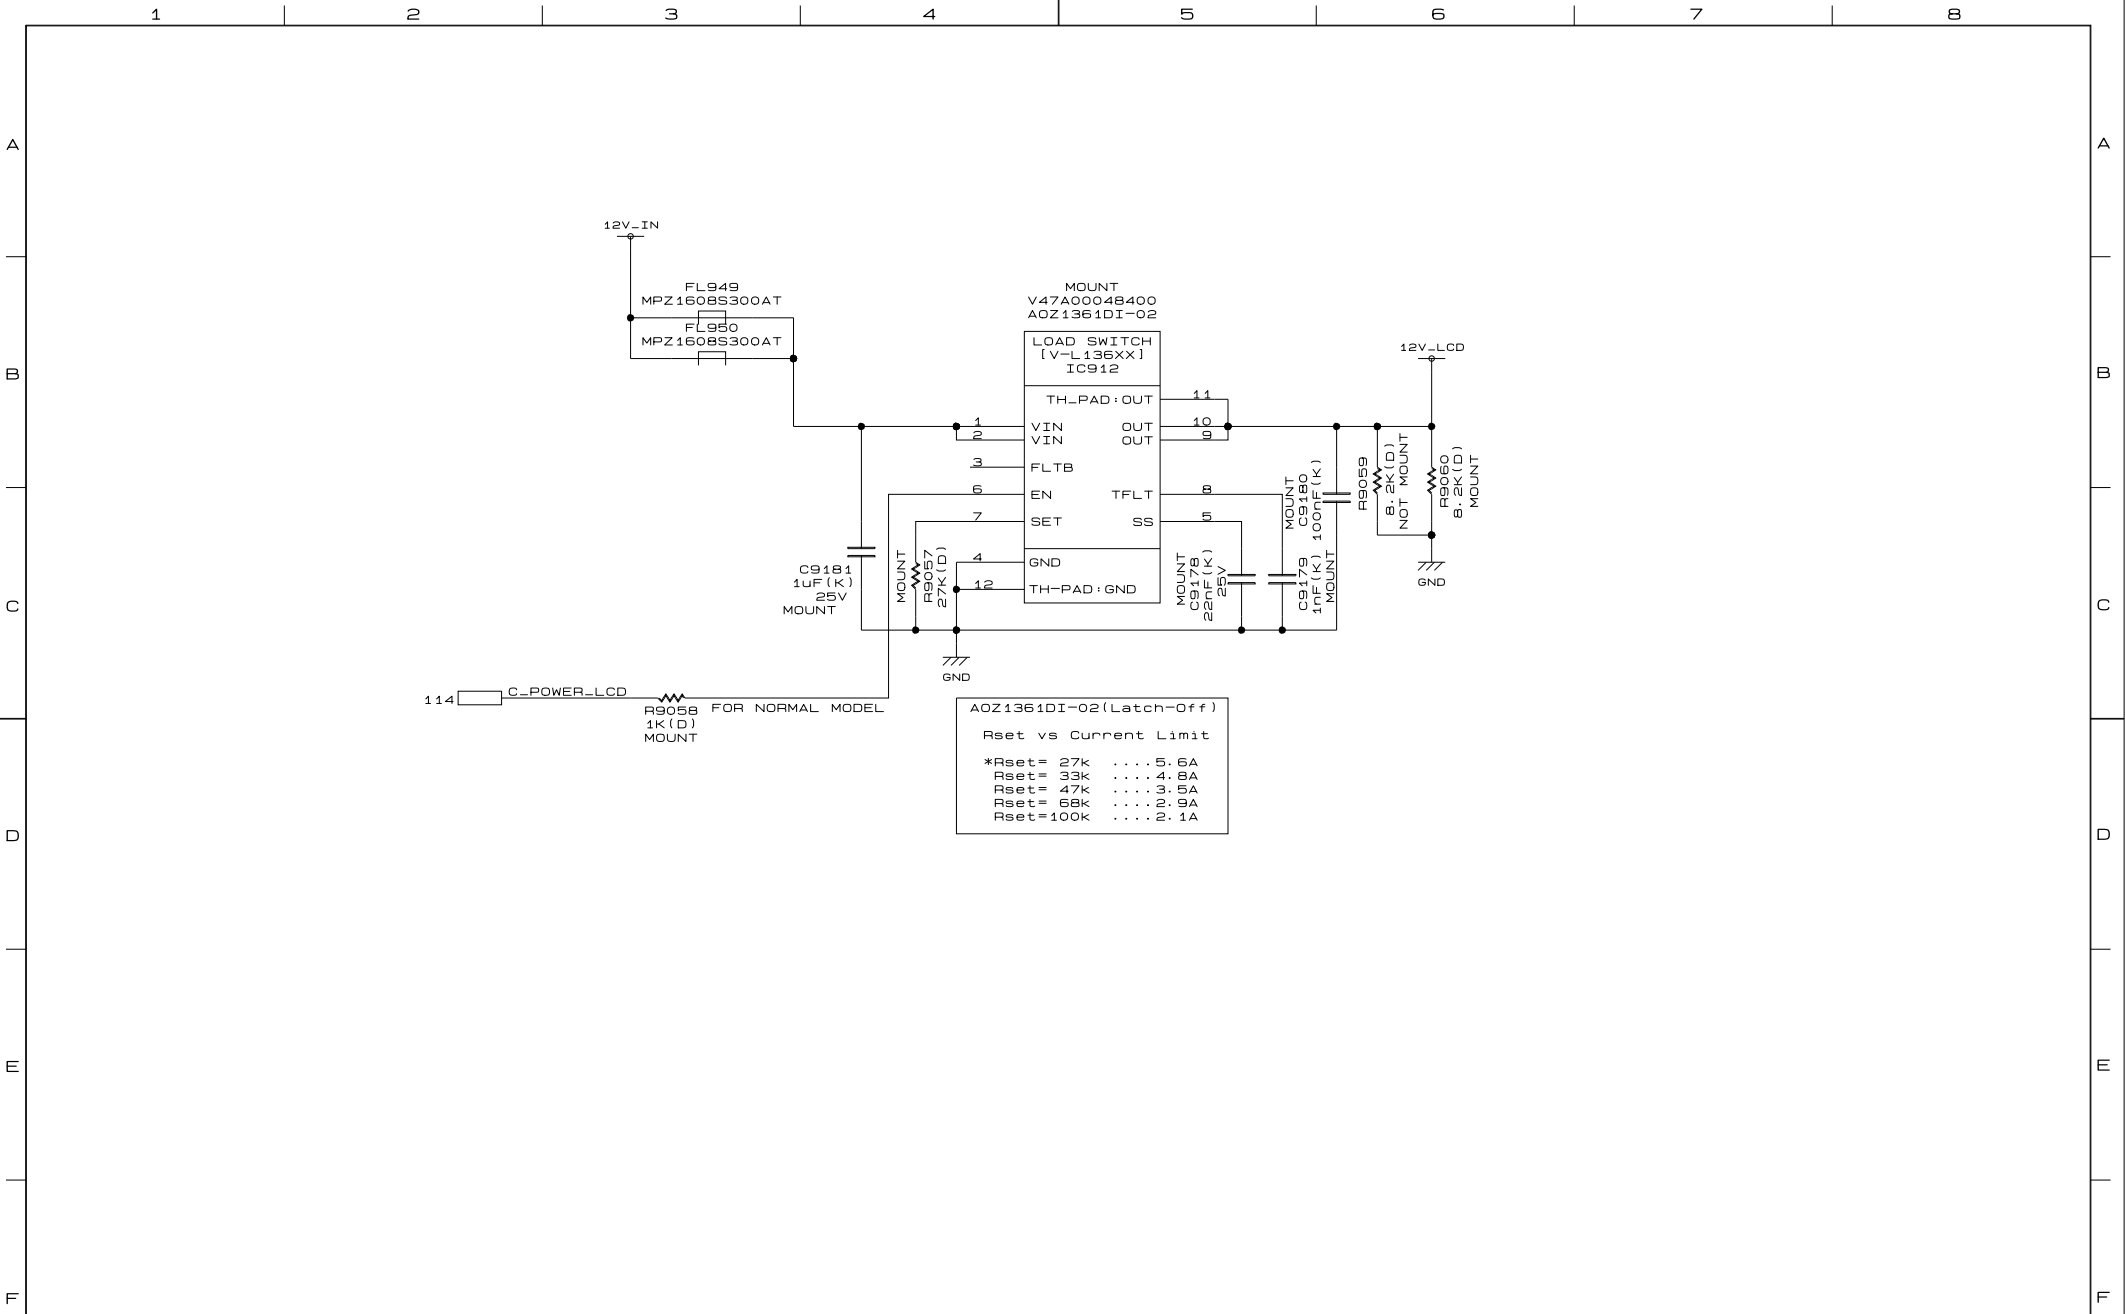 1 2 3 4 5 6 7 8
A A
12V_IN
FL949
MPZ1608S300AT
FL950
MPZ1608S300AT
MOUNT
V47A00048400
AOZ1361DI-02
LOAD SWITCH
[V-L136XX]
IC912
12V_LCD
B B
TH_PAD:OUT 11
1 VIN OUT 10
2 VIN OUT 9
3 FLTB
6 EN TFLT 8
7 SET SS 5
4 GND
12 TH-PAD:GND
C9181
1uF(K)
25V
MOUNT
MOUNT
R9057
27K(D)
MOUNT
C9178
22nF(K)
25V
C9179
1nF(K)
MOUNT
MOUNT
C9180
100nF(K)
R9059
8.2K(D)
NOT MOUNT
R9060
8.2K(D)
MOUNT
GND
C C
GND
114 C_POWER_LCD
R9058
1K(D)
MOUNT
FOR NORMAL MODEL
AOZ1361DI-02(Latch-Off)
Rset vs Current Limit
*Rset= 27k ....5.6A
Rset= 33k ....4.8A
Rset= 47k ....3.5A
Rset= 68k ....2.9A
Rset=100k ....2.1A
D D
E E
F F